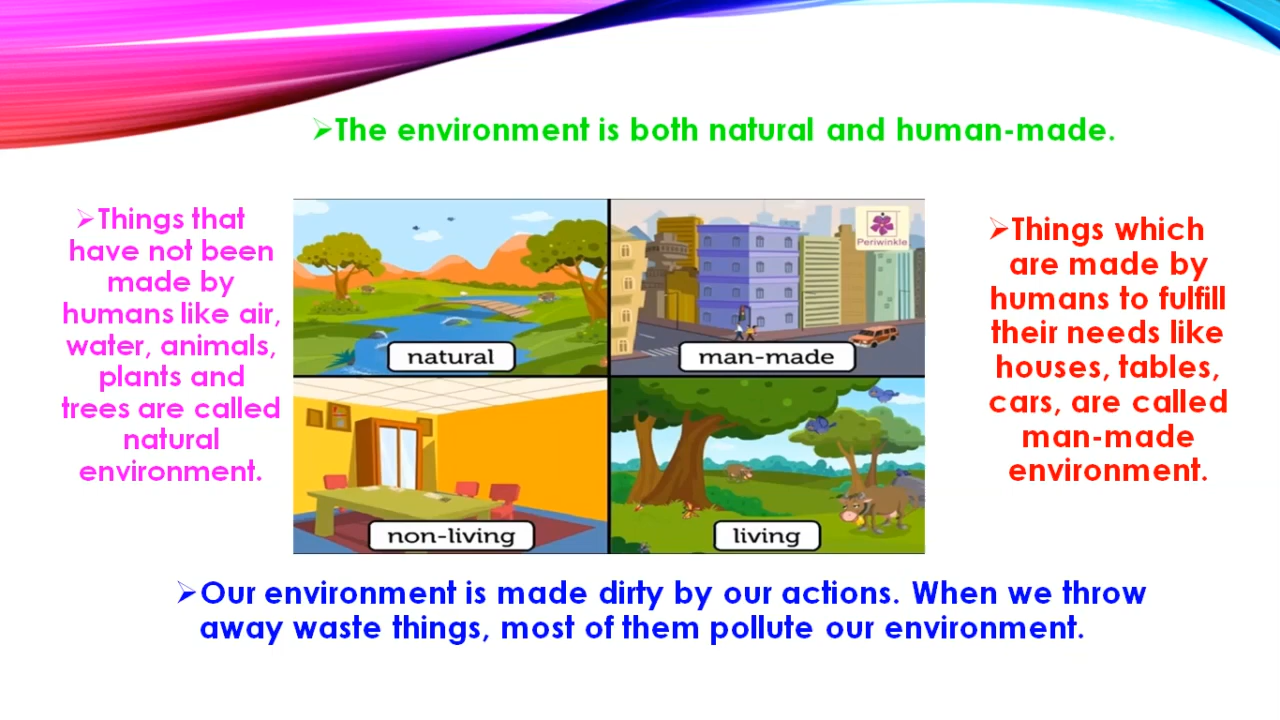 ➢The environment is both natural and human-made.
➢Things that
have not been
made by
humans like air,
water, animals,
plants and
trees are called
natural
environment.
natural
Periwinkle
man-made
non-living
living
➢Things which
are made by
humans to fulfill
their needs like
houses, tables,
cars, are called
man-made
environment.
➢Our environment is made dirty by our actions. When we throw
away waste things, most of them pollute our environment.